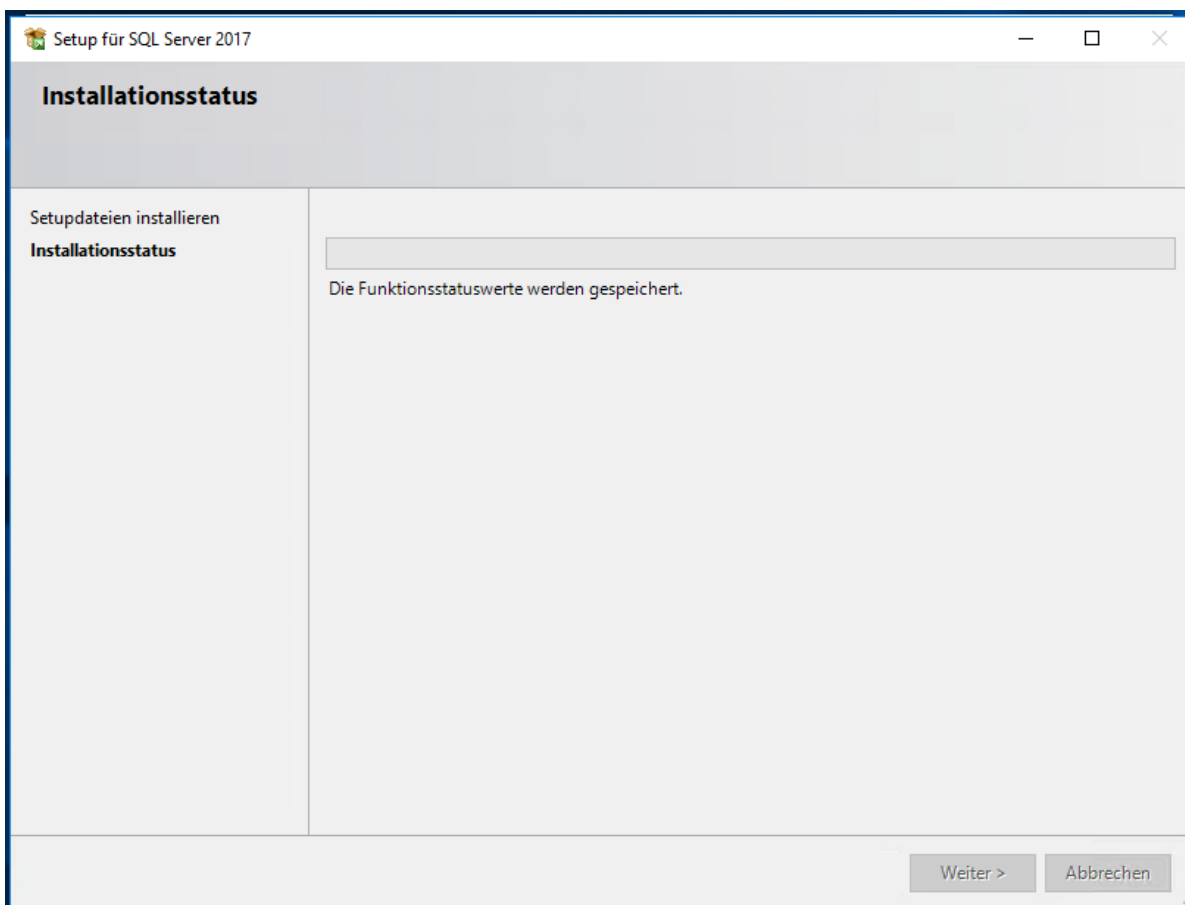 Setup für SQL Server 2017
Installationsstatus
Setupdateien installieren
Installationsstatus
Die Funktionsstatuswerte werden gespeichert.
Weiter >
Abbrechen